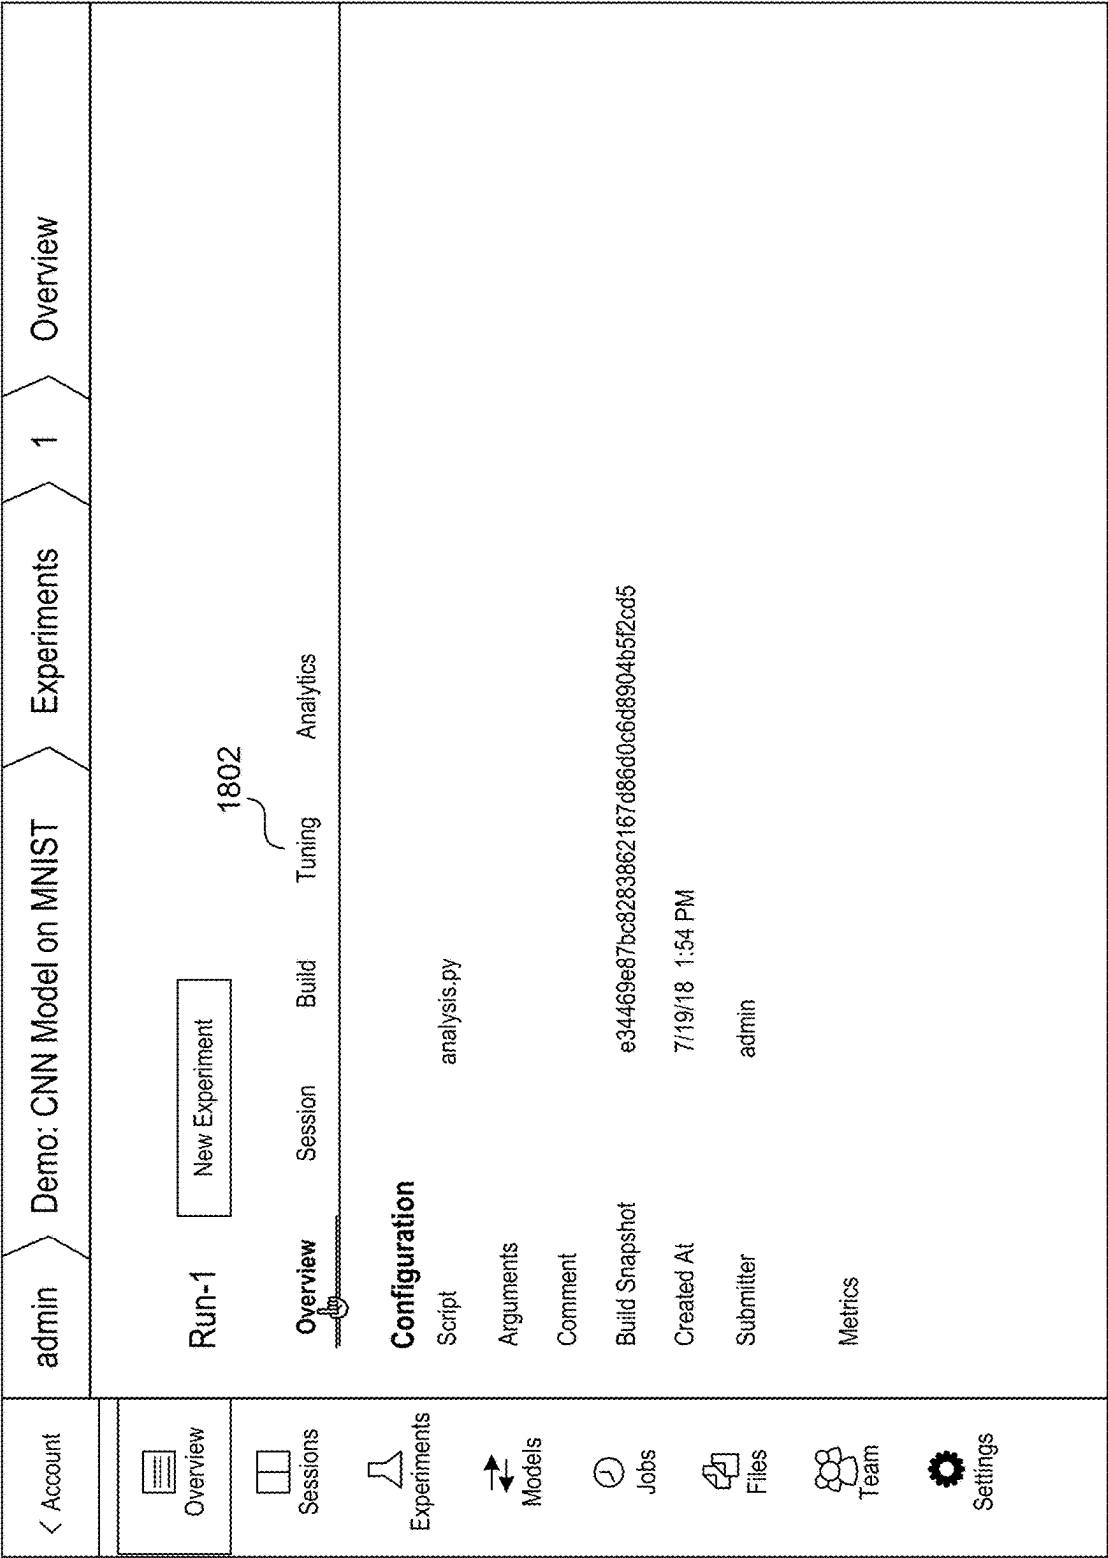 < Account
admin
Demo: CNN Model on MNIST
Experiments
1
Overview
Overview
Sessions
Experiments
Models
Jobs
Files
Team
Settings
Run-1
New Experiment
1802
Overview Session Build Tuning Analytics
Configuration
Script analysis.py
Arguments
Comment
Build Snapshot e34469e87bc8283862167d86d0c6d8904b5f2cd5
Created At 7/19/18 1:54 PM
Submitter admin
Metrics